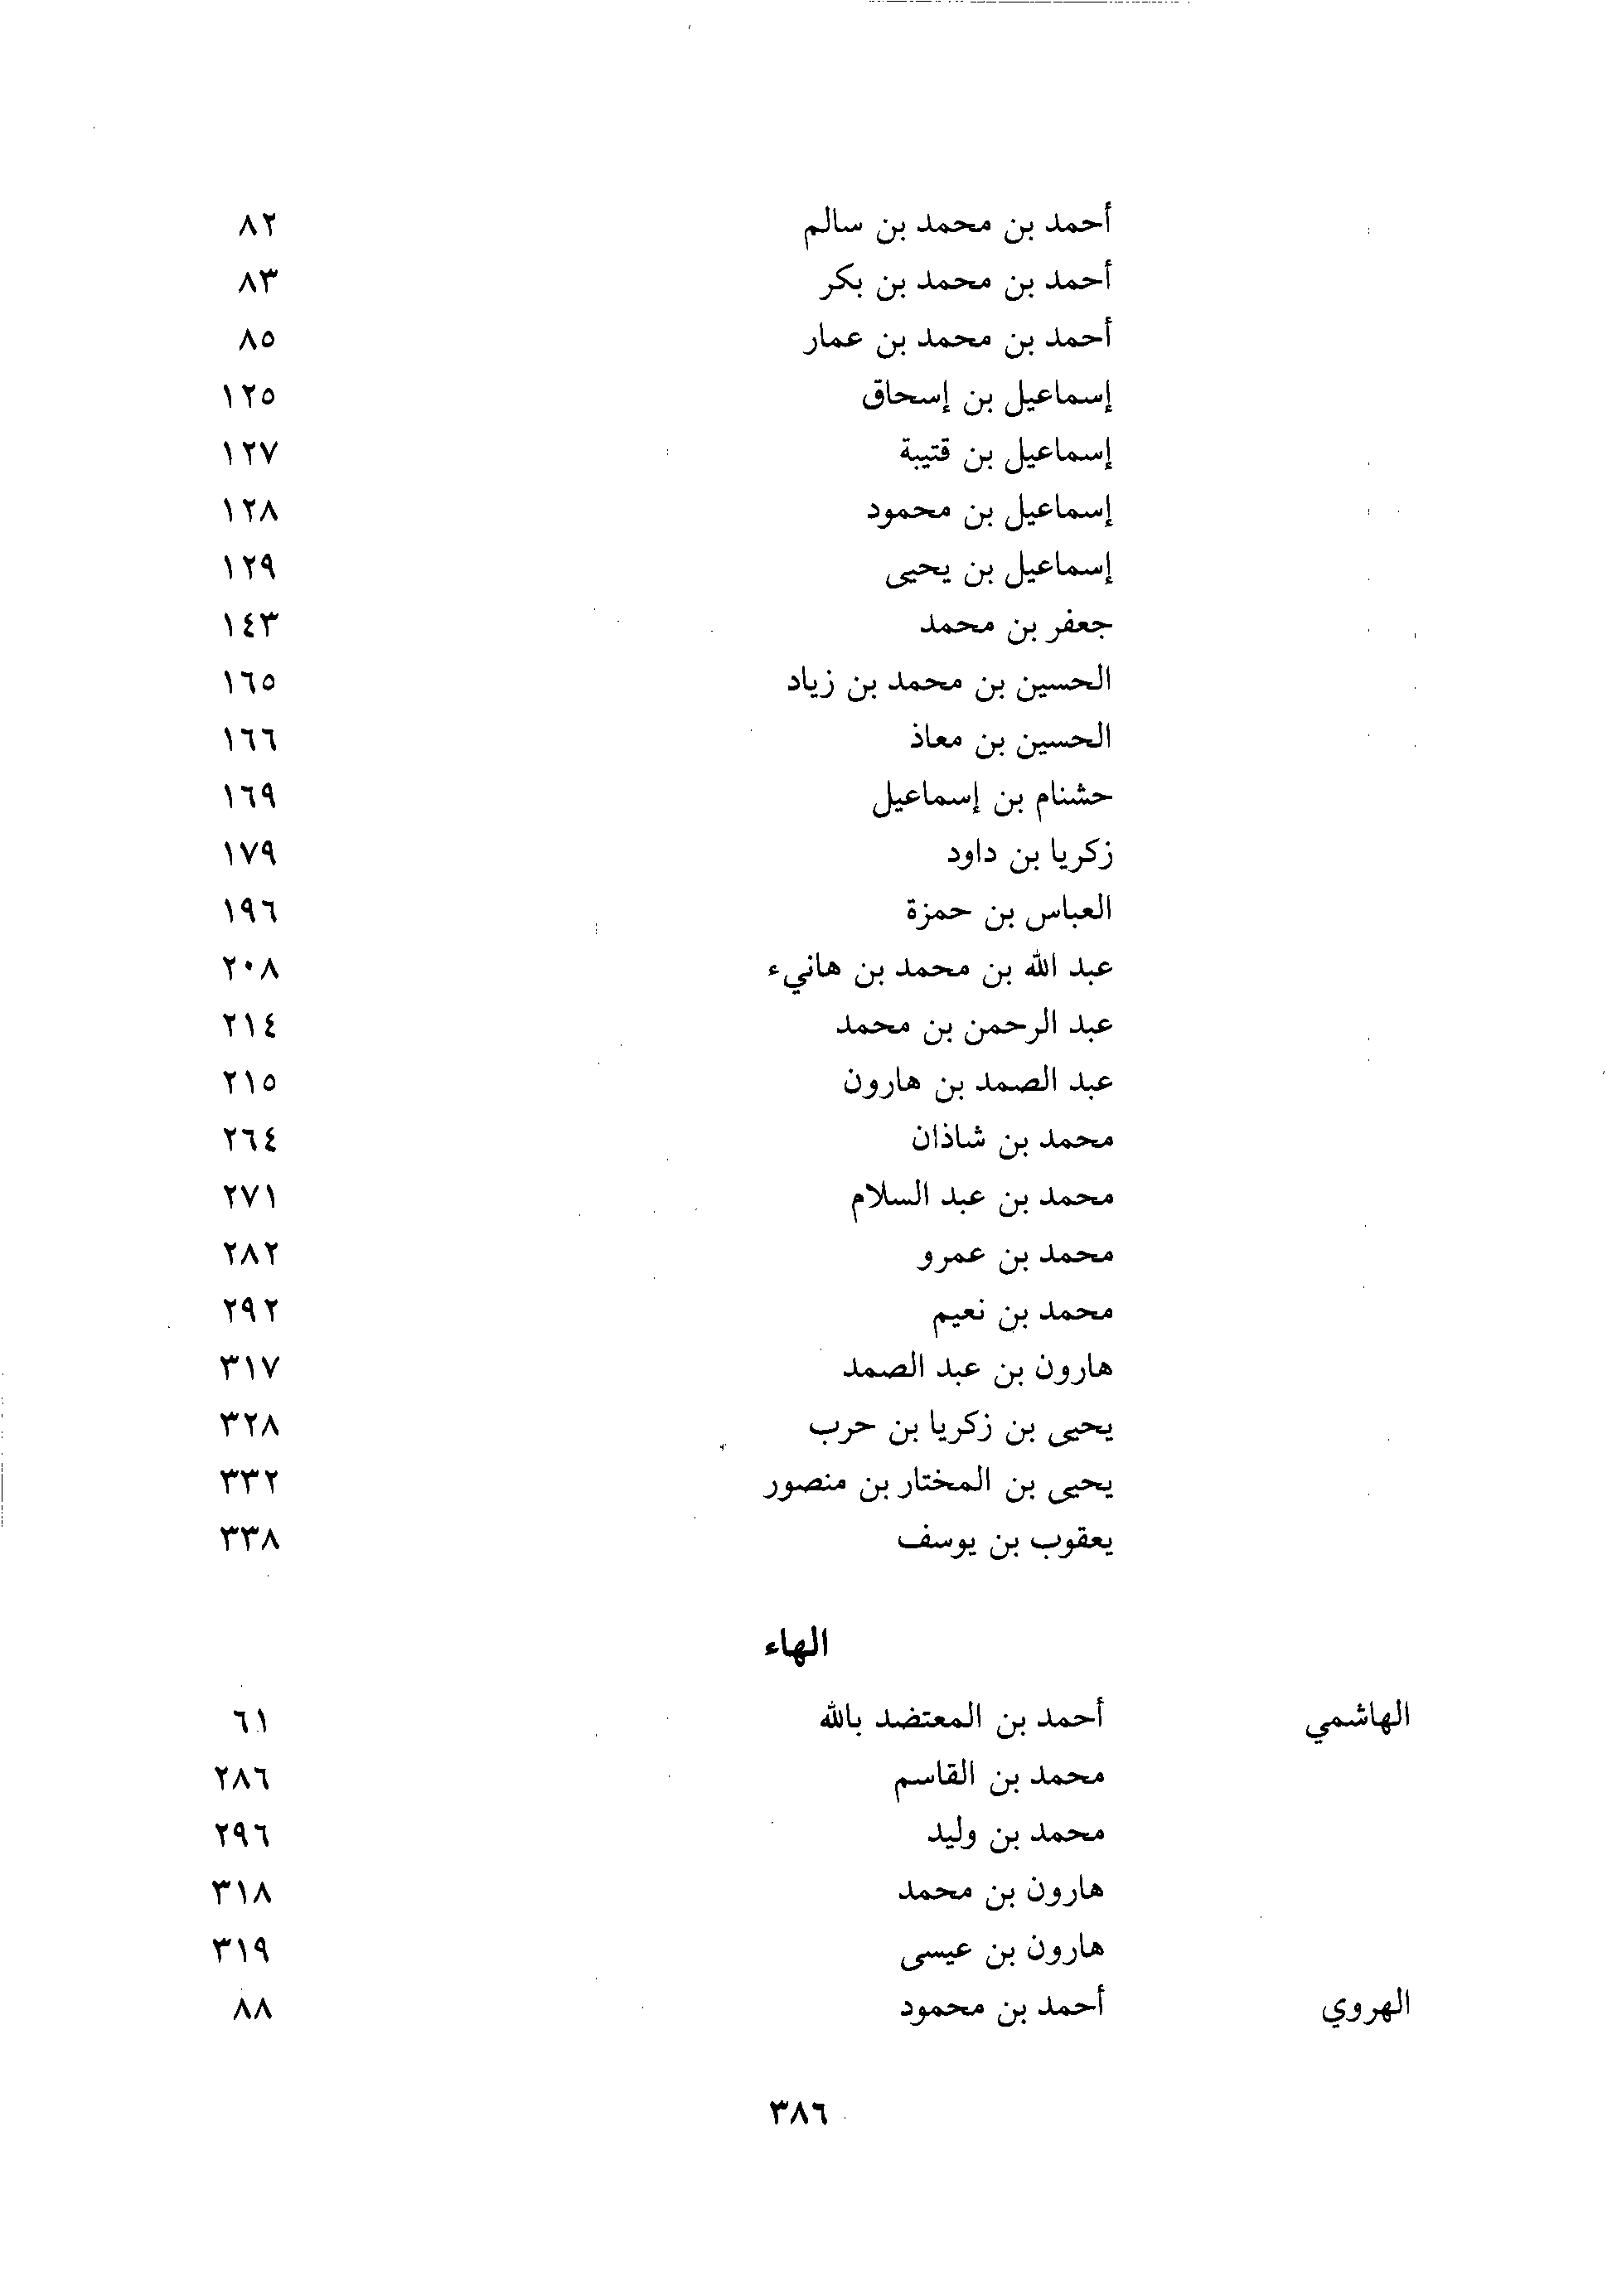 أحمد بن محمد بن سالم ٨٢
أحمد بن محمد بن بكر ٨٣
أحمد بن محمد بن عمار ٨٥
إسماعيل بن إسحاق ١٢٥
إسماعيل بن قتيبة ١٢٧
إسماعيل بن محمود ١٢٨
إسماعيل بن يحيى ١٢٩
جعفر بن محمد ١٤٣
الحسين بن محمد بن زياد ١٦٥
الحسين بن معاذ ١٦٦
حشنام بن إسماعيل ١٦٩
زكريا بن داود ١٧٩
العباس بن حمزة ١٩٦
عبد الله بن محمد بن هانيء ٢٠٨
عبد الرحمن بن محمد ٢١٤
عبد الصمد بن هارون ٢١٥
محمد بن شاذان ٢٦٤
محمد بن عبد السلام ٢٧١
محمد بن عمرو ٢٨٢
محمد بن نعيم ٢٩٢
هارون بن عبد الصمد ٣١٧
يحيى بن زكريا بن حرب ٣٢٨
يحيى بن المختار بن منصور ٣٣٢
يعقوب بن يوسف ٣٣٨
الهاء
الهاشمي أحمد بن المعتضد بالله ٦١
محمد بن القاسم ٢٨٦
محمد بن وليد ٢٩٦
هارون بن محمد ٣١٨
هارون بن عيسى ٣١٩
الهروي أحمد بن محمود ٨٨
٣٨٦